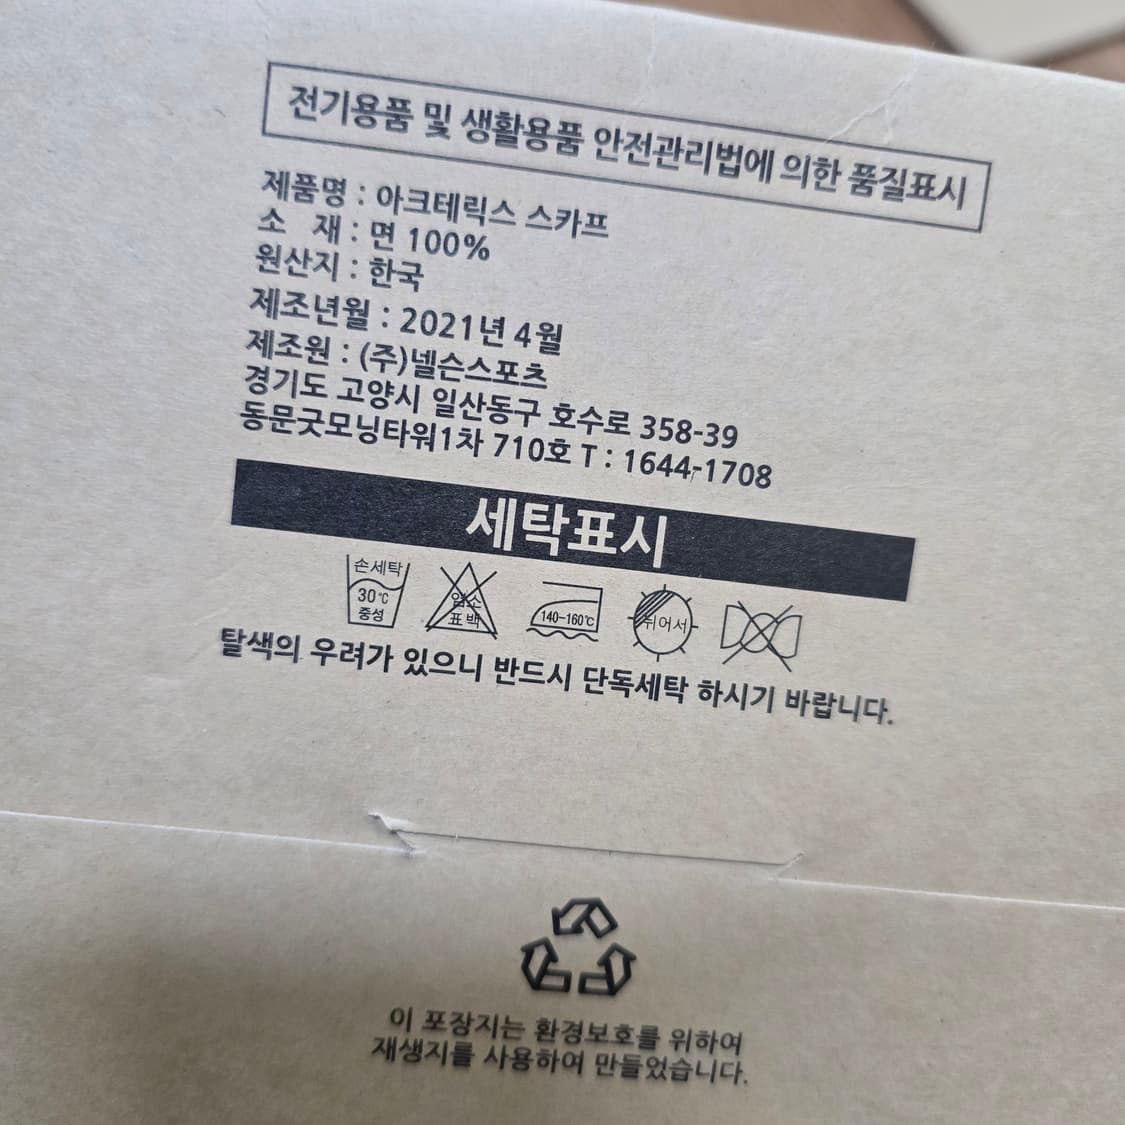 전기용품 및 생활용품 안전관리법에 의한 품질표시
제품명 : 아크테릭스 스카프
소 재 : 면 100%
원산지 : 한국
제조년월 : 2021년 4월
제조원 : (주)넬슨스포츠
경기도 고양시 일산동구 호수로 358-39
동문굿모닝타워1차 710호 T : 1644-1708
세탁표시
손세탁
30℃
중성
염소
표백
140-160℃
뉘어서
탈색의 우려가 있으니 반드시 단독세탁 하시기 바랍니다.
이 포장지는 환경보호를 위하여
재생지를 사용하여 만들었습니다.